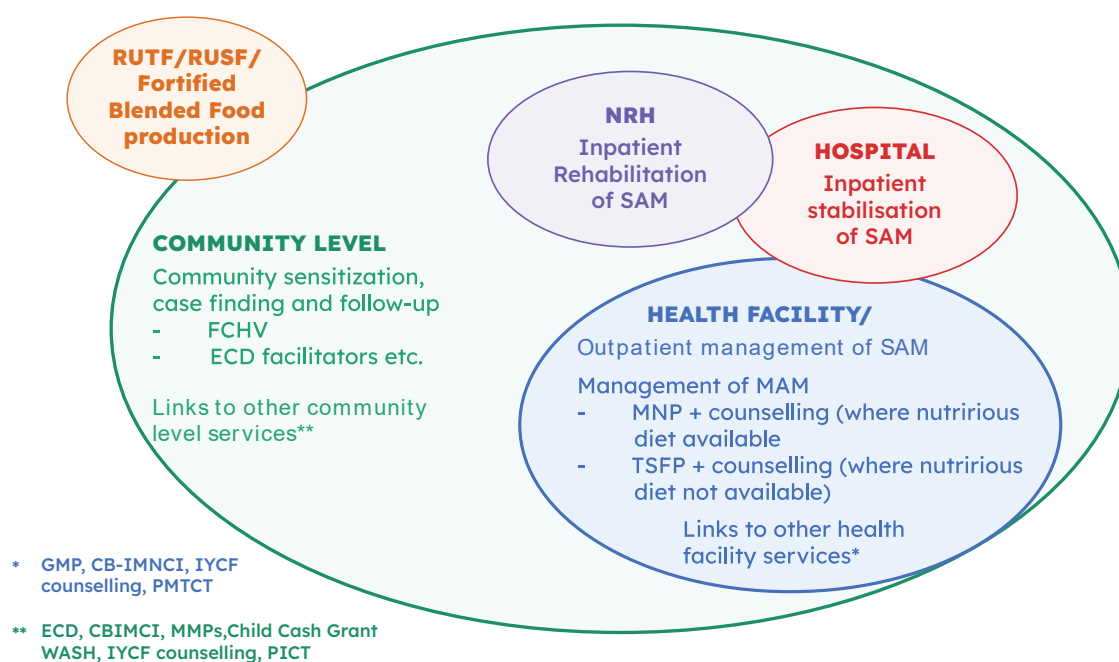 RUTF/RUSF/
Fortified
Blended Food
production
NRH
Inpatient
Rehabilitation
of SAM
HOSPITAL
Inpatient
stabilisation
of SAM
COMMUNITY LEVEL
Community sensitization,
case finding and follow-up
- FCHV
- ECD facilitators etc.
Links to other community
level services**
HEALTH FACILITY/
Outpatient management of SAM
Management of MAM
- MNP + counselling (where nutririous
diet available
- TSFP + counselling (where nutririous
diet not available)
Links to other health
facility services*
* GMP, CB-IMNCI, IYCF
counselling, PMTCT
** ECD, CBIMCI, MMPs,Child Cash Grant
WASH, IYCF counselling, PICT